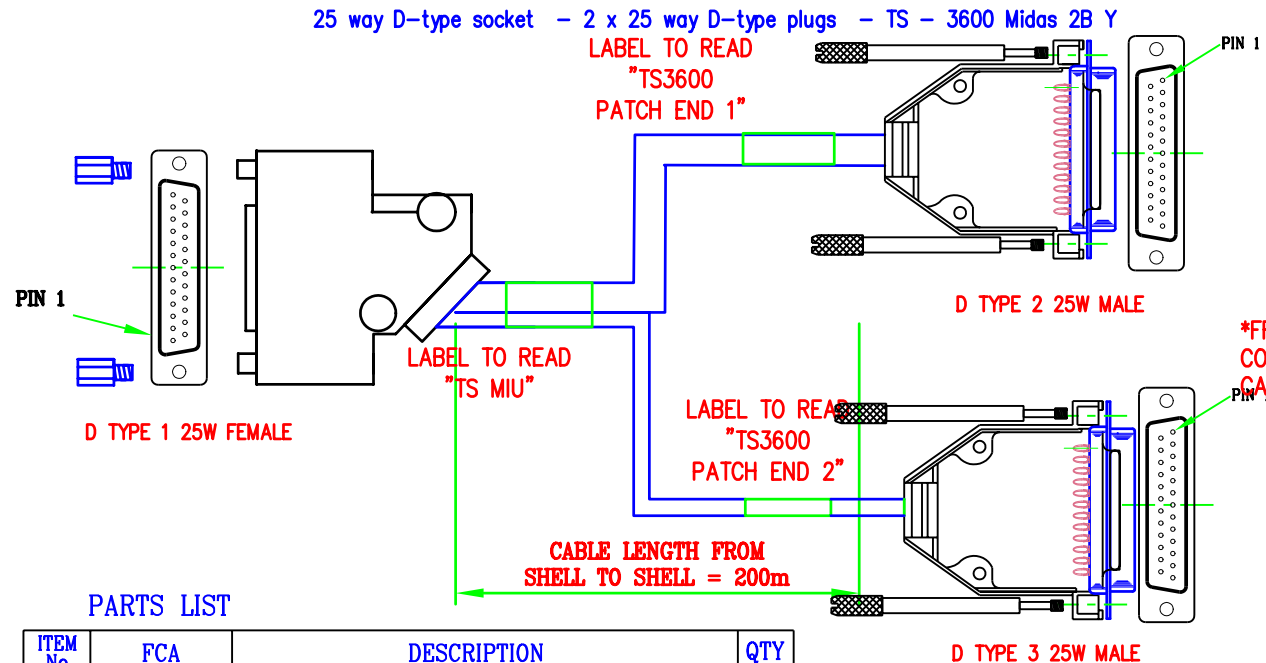 25 way D-type socket - 2 x 25 way D-type plugs - TS - 3600 Midas 2B Y
LABEL TO READ
"TS3600
PATCH END 1"
PIN 1
PIN 1
D TYPE 2 25W MALE
LABEL TO READ
"TS MIU"
D TYPE 1 25W FEMALE
LABEL TO READ
"TS3600
PATCH END 2"
PIN
CABLE LENGTH FROM
SHELL TO SHELL = 200m
PARTS LIST
ITEM
No
FCA
DESCRIPTION
QTY
D TYPE 3 25W MALE